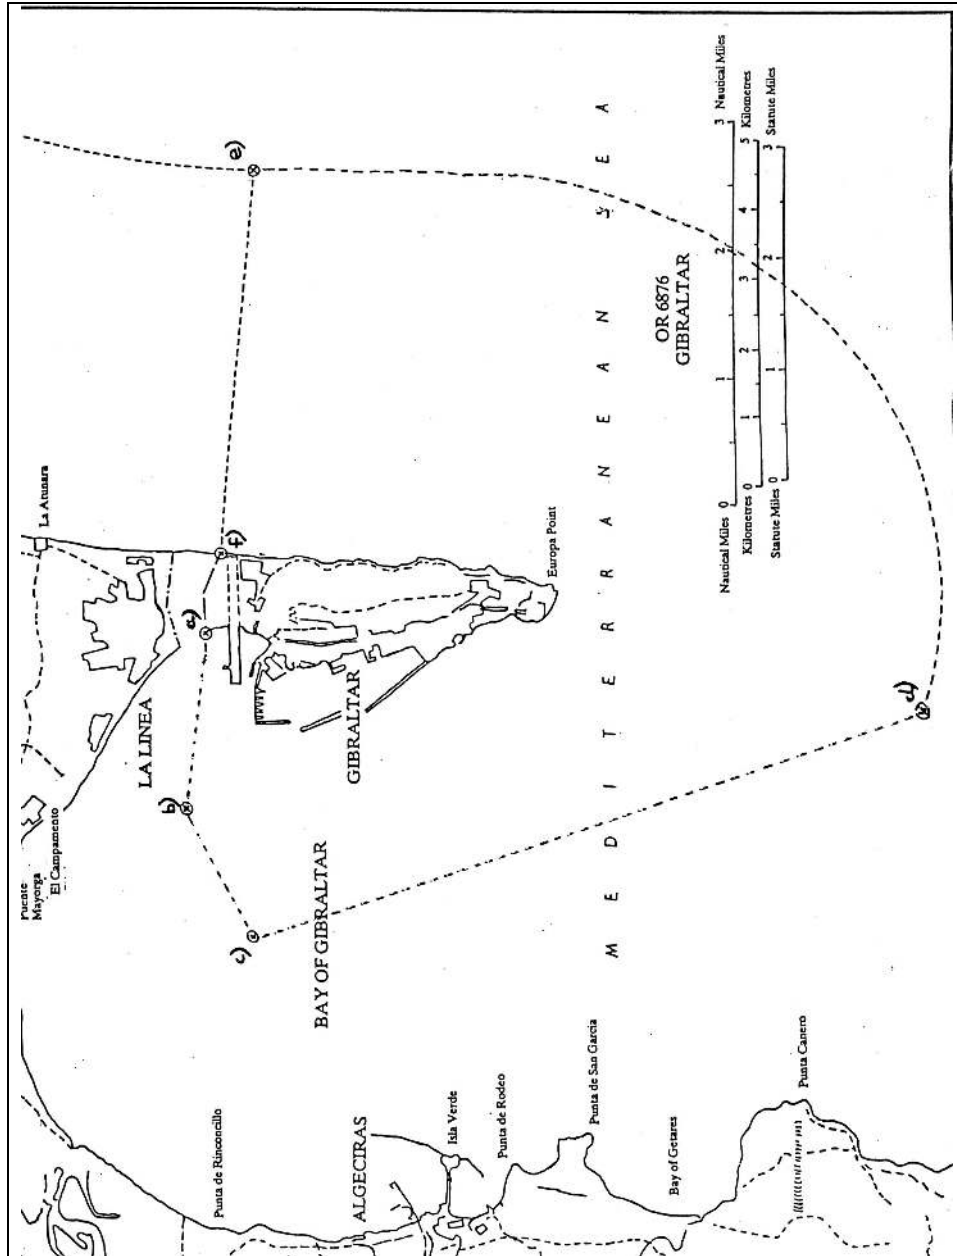 Puente
Mayorga
El Campamento
La Atunara
LA LINEA
a)
b)
c)
d)
e)
f)
GIBRALTAR
BAY OF GIBRALTAR
Europa Point
Punta de Rinconcillo
ALGECIRAS
Isla Verde
Punta de Rodeo
Punta de San Garcia
Bay of Getares
Punta Canero
MEDITERRANEAN SEA
OR 6876
GIBRALTAR
Nautical Miles 0 1 2 3 Nautical Miles
Kilometres 0 1 2 3 4 5 Kilometres
Statute Miles 0 1 2 3 Statute Miles